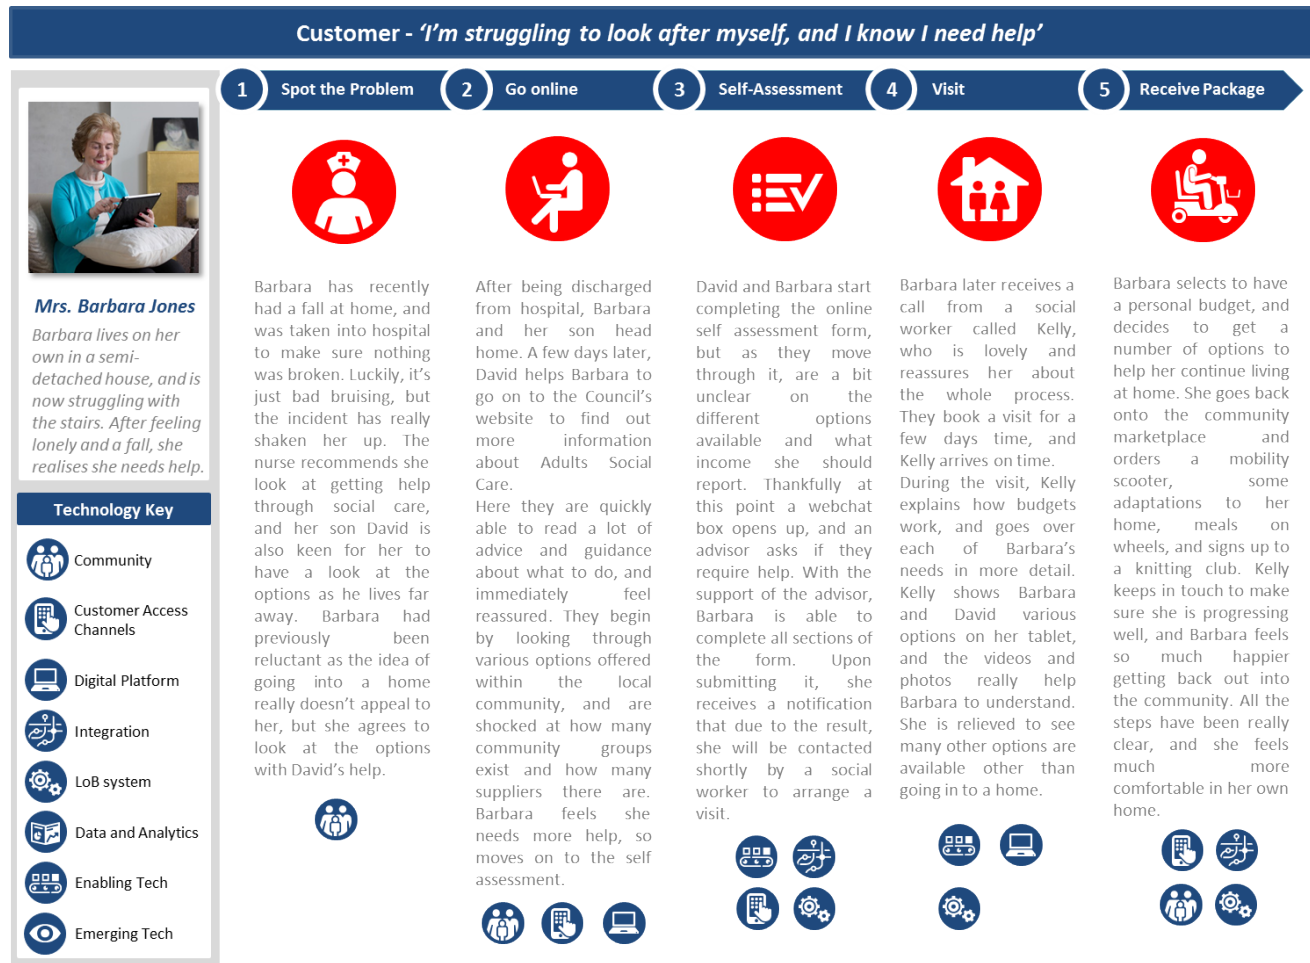 Customer - ‘I’m struggling to look after myself, and I know I need help’
1 Spot the Problem
2 Go online
3 Self-Assessment
4 Visit
5 Receive Package
Mrs. Barbara Jones
Barbara lives on her
own in a semi-
detached house, and is
now struggling with
the stairs. After feeling
lonely and a fall, she
realises she needs help.
Technology Key
Community
Customer Access
Channels
Digital Platform
Integration
LoB system
Data and Analytics
Enabling Tech
Emerging Tech
Barbara has recently
had a fall at home, and
was taken into hospital
to make sure nothing
was broken. Luckily, it’s
just bad bruising, but
the incident has really
shaken her up. The
nurse recommends she
look at getting help
through social care,
and her son David is
also keen for her to
have a look at the
options as he lives far
away. Barbara had
previously been
reluctant as the idea of
going into a home
really doesn’t appeal to
her, but she agrees to
look at the options
with David’s help.
After being discharged
from hospital, Barbara
and her son head
home. A few days later,
David helps Barbara to
go on to the Council’s
website to find out
more information
about Adults Social
Care.
Here they are quickly
able to read a lot of
advice and guidance
about what to do, and
immediately feel
reassured. They begin
by looking through
various options offered
within the local
community, and are
shocked at how many
community groups
exist and how many
suppliers there are.
Barbara feels she
needs more help, so
moves on to the self
assessment.
David and Barbara start
completing the online
self assessment form,
but as they move
through it, are a bit
unclear on the
different options
available and what
income she should
report. Thankfully at
this point a webchat
box opens up, and an
advisor asks if they
require help. With the
support of the advisor,
Barbara is able to
complete all sections of
the form. Upon
submitting it, she
receives a notification
that due to the result,
she will be contacted
shortly by a social
worker to arrange a
visit.
Barbara later receives a
call from a social
worker called Kelly,
who is lovely and
reassures her about
the whole process.
They book a visit for a
few days time, and
Kelly arrives on time.
During the visit, Kelly
explains how budgets
work, and goes over
each of Barbara’s
needs in more detail.
Kelly shows Barbara
and David various
options on her tablet,
and the videos and
photos really help
Barbara to understand.
She is relieved to see
many other options are
available other than
going in to a home.
Barbara selects to have
a personal budget, and
decides to get a
number of options to
help her continue living
at home. She goes back
onto the community
marketplace and
orders a mobility
scooter, some
adaptations to her
home, meals on
wheels, and signs up to
a knitting club. Kelly
keeps in touch to make
sure she is progressing
well, and Barbara feels
so much happier
getting back out into
the community. All the
steps have been really
clear, and she feels
much more
comfortable in her own
home.